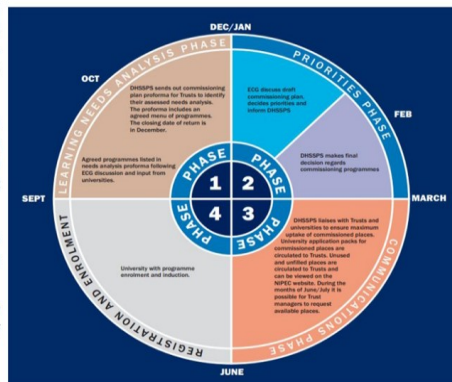 DEC/JAN
OCT
FEB
SEPT
MARCH
JUNE
LEARNING NEEDS ANALYSIS PHASE
PRIORITIES PHASE
COMMUNICATIONS PHASE
REGISTRATION AND ENROLMENT
PHASE 1
PHASE 2
PHASE 3
PHASE 4
DHSSPS sends out commissioning
plan proforma for Trusts to identify
their assessed needs analysis.
The proforma includes an
agreed menu of programmes.
The closing date of return is
in December.
Agreed programmes listed in
needs analysis proforma following
ECG discussion and input from
universities.
ECG discuss draft
commissioning plan,
decides priorities and
inform DHSSPS
DHSSPS makes final
decision regarding
commissioning programmes
DHSSPS liaises with Trusts and
universities to ensure maximum
uptake of commissioned places.
University application packs for
commissioned places are
circulated to Trusts. Unused
and unfilled places are
circulated to Trusts and
can be viewed on the
NIPEC website. During the
months of June/July it is
possible for Trust
managers to request
available places.
University with programme
enrolment and induction.